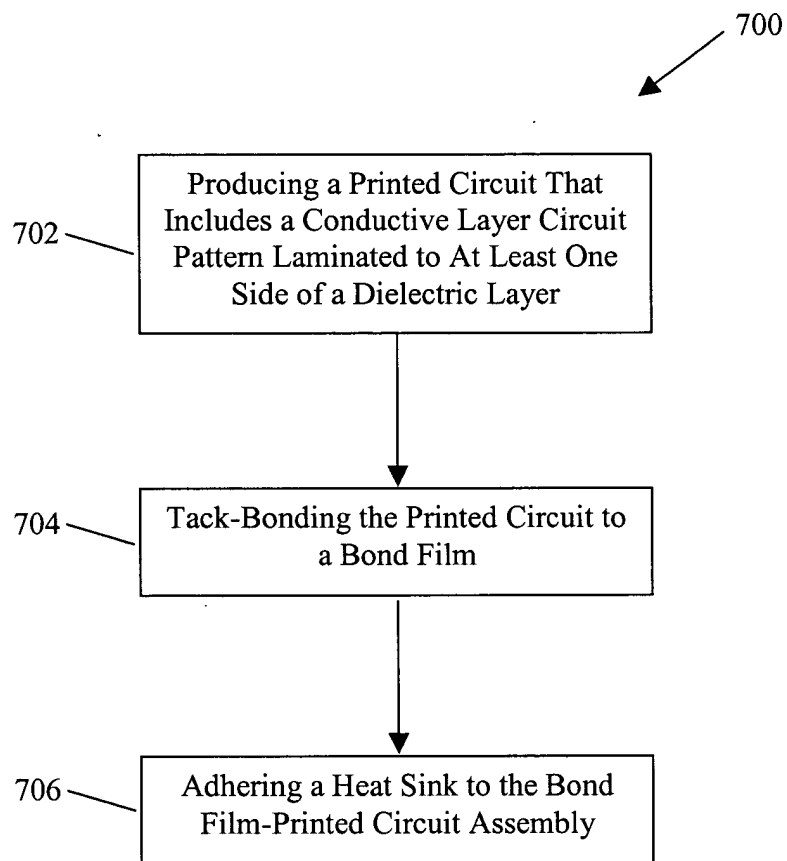 700
702
Producing a Printed Circuit That
Includes a Conductive Layer Circuit
Pattern Laminated to At Least One
Side of a Dielectric Layer
704
Tack-Bonding the Printed Circuit to
a Bond Film
706
Adhering a Heat Sink to the Bond
Film-Printed Circuit Assembly